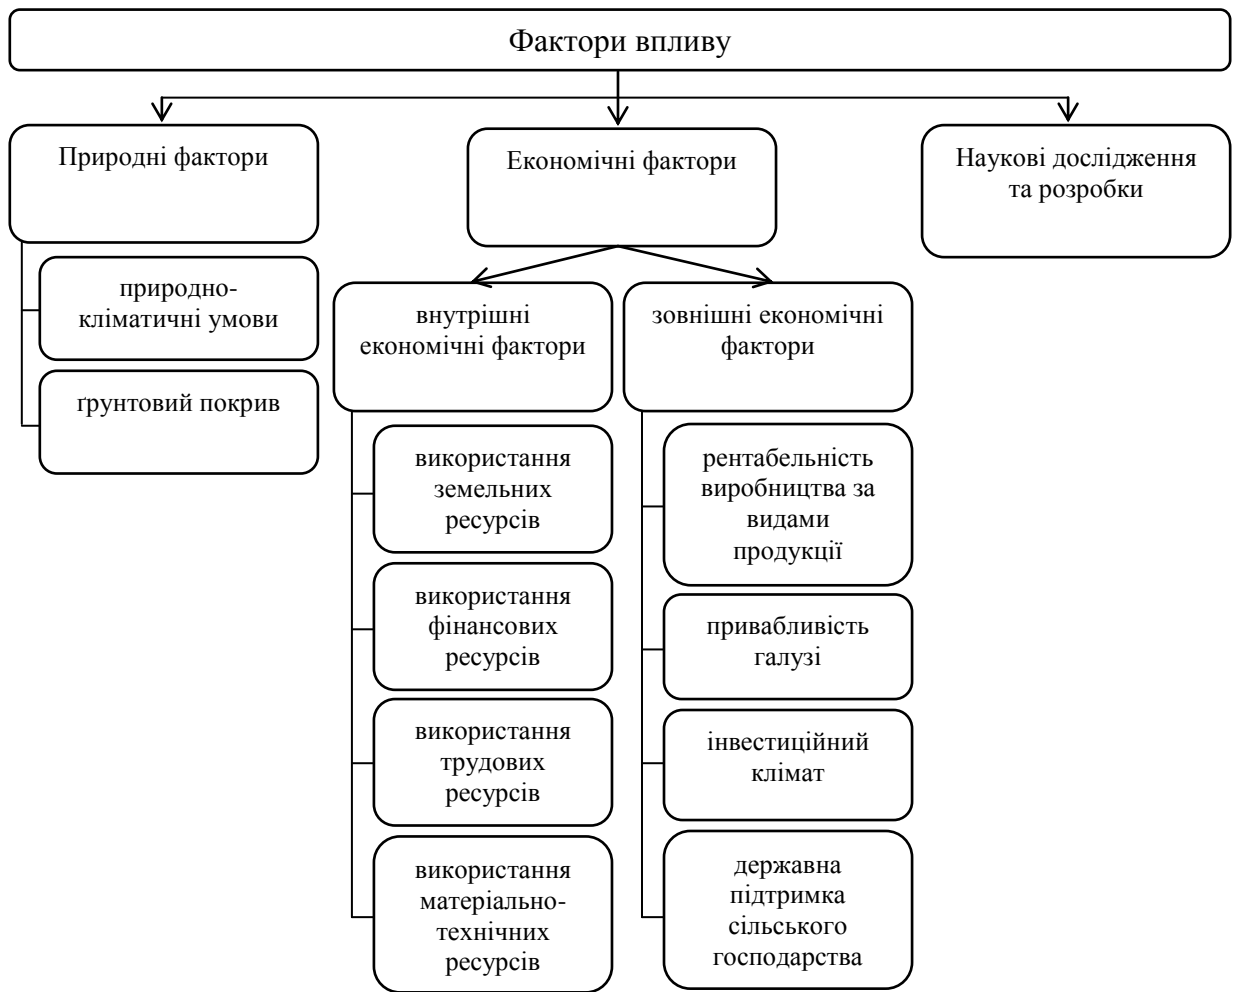 Фактори впливу
Природні фактори
Економічні фактори
Наукові дослідження
та розробки
природно-
кліматичні умови
ґрунтовий покрив
внутрішні
економічні фактори
зовнішні економічні
фактори
використання
земельних
ресурсів
використання
фінансових
ресурсів
використання
трудових
ресурсів
використання
матеріально-
технічних
ресурсів
рентабельність
виробництва за
видами
продукції
привабливість
галузі
інвестиційний
клімат
державна
підтримка
сільського
господарства